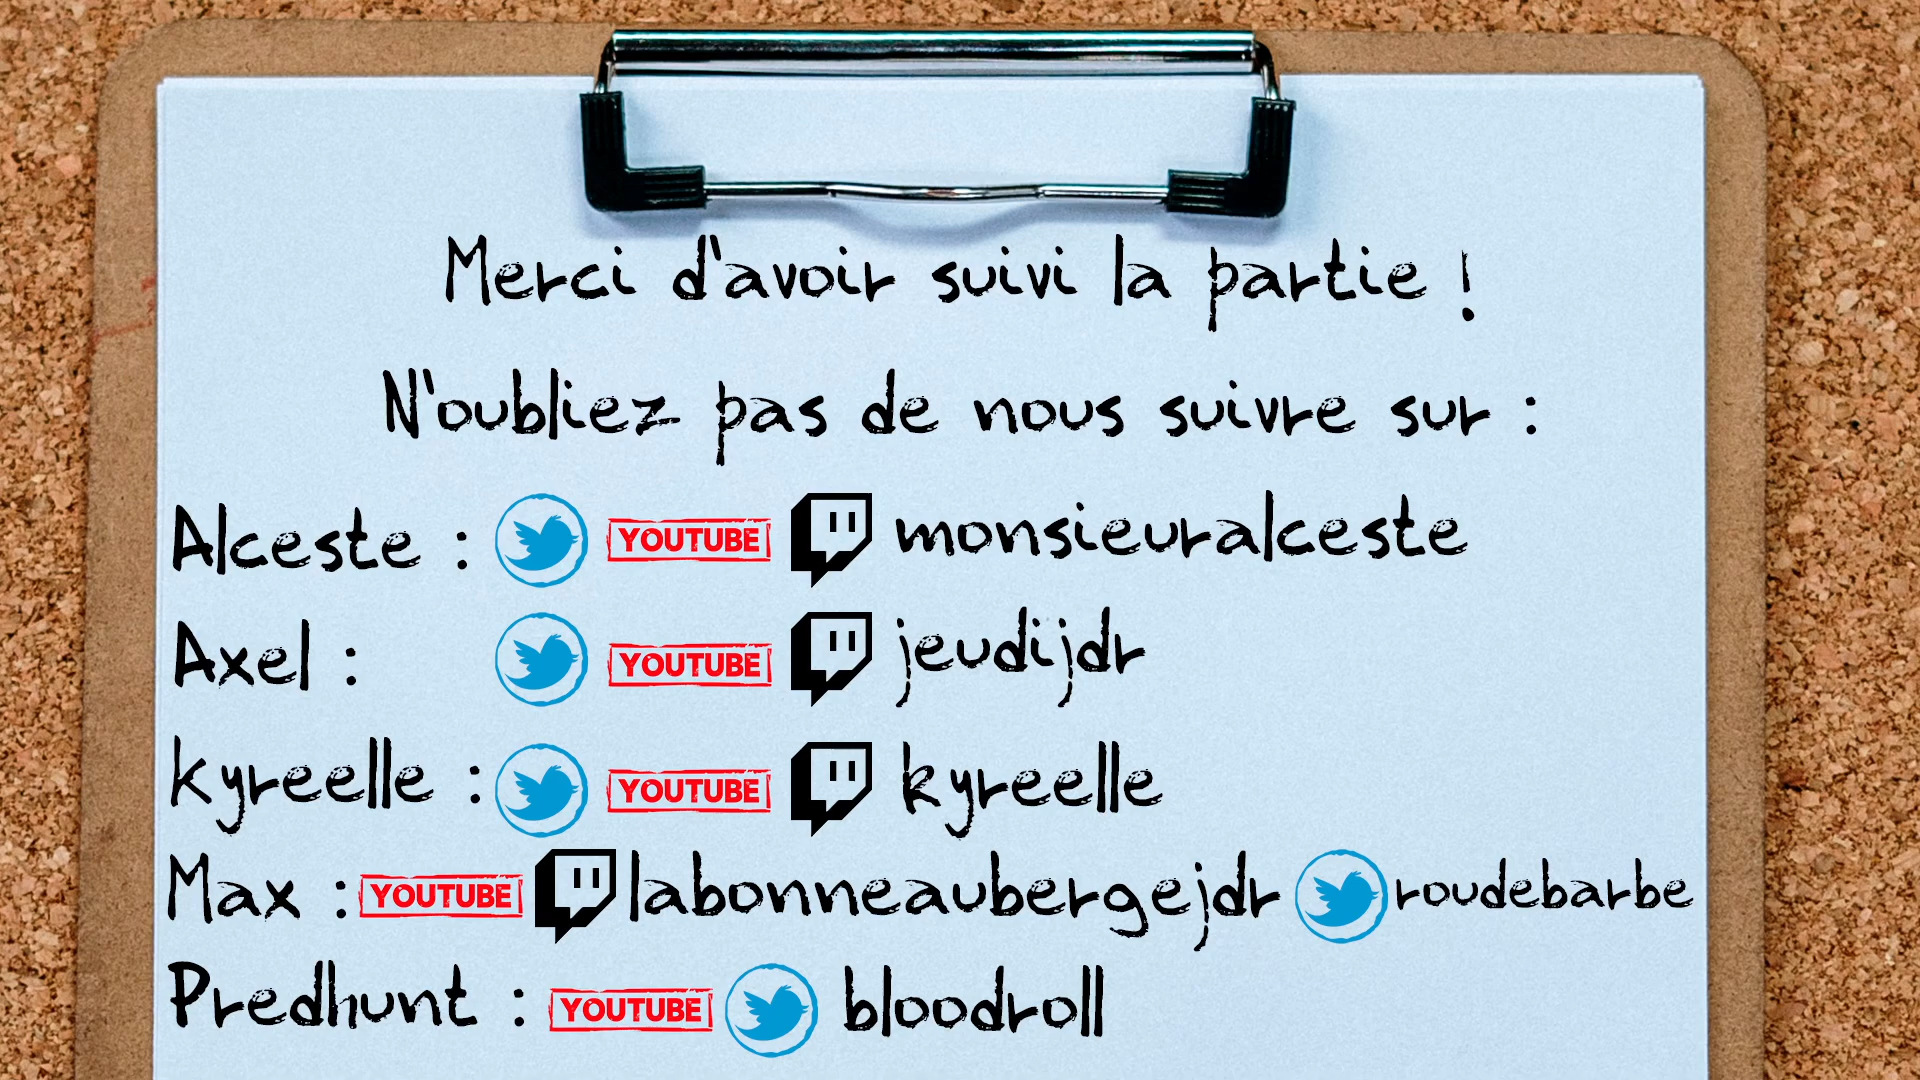 Merci d'avoir suivi la partie !
N'oubliez pas de nous suivre sur :
Alceste : YOUTUBE monsieuralceste
Axel : YOUTUBE jeudijdr
kyreelle : YOUTUBE kyreelle
Max : YOUTUBE labonneaubergejdr roudebarbe
Predhunt : YOUTUBE bloodroll